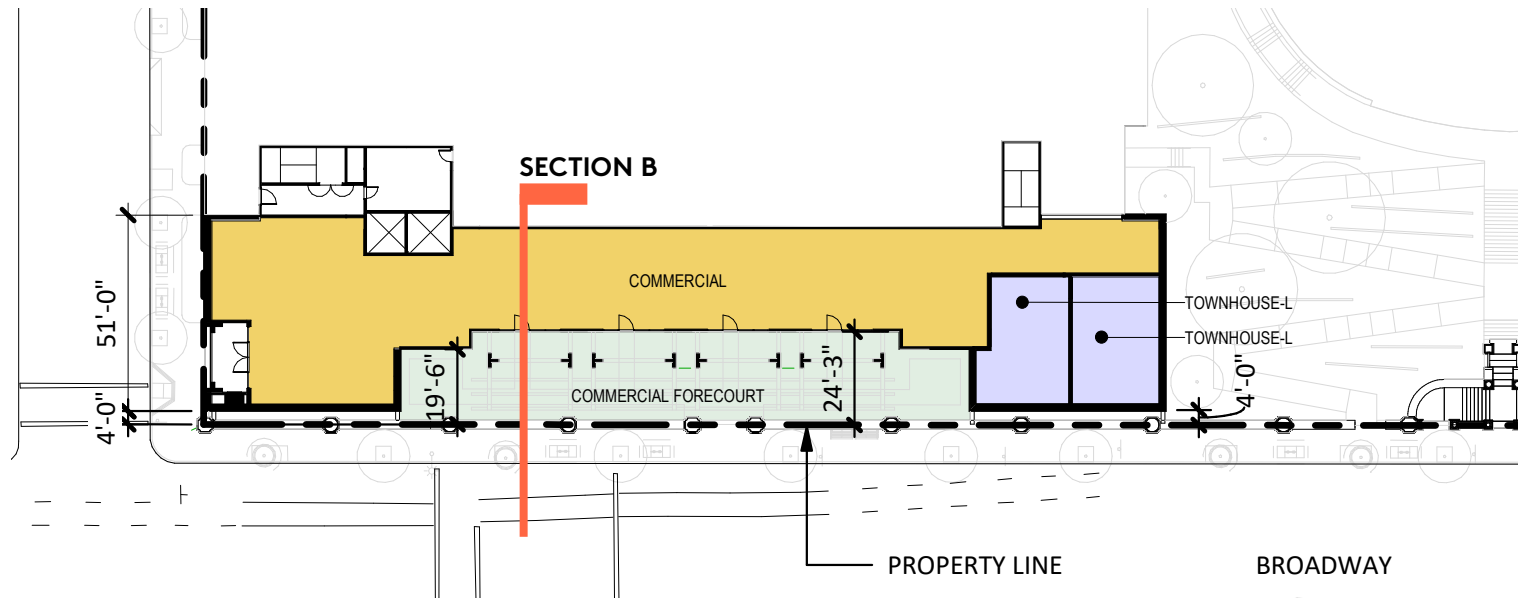 SECTION B
COMMERCIAL
TOWNHOUSE-L
TOWNHOUSE-L
51'-0"
4'-0"
19'-6"
COMMERCIAL FORECOURT
24'-3"
4'-0"
PROPERTY LINE
BROADWAY